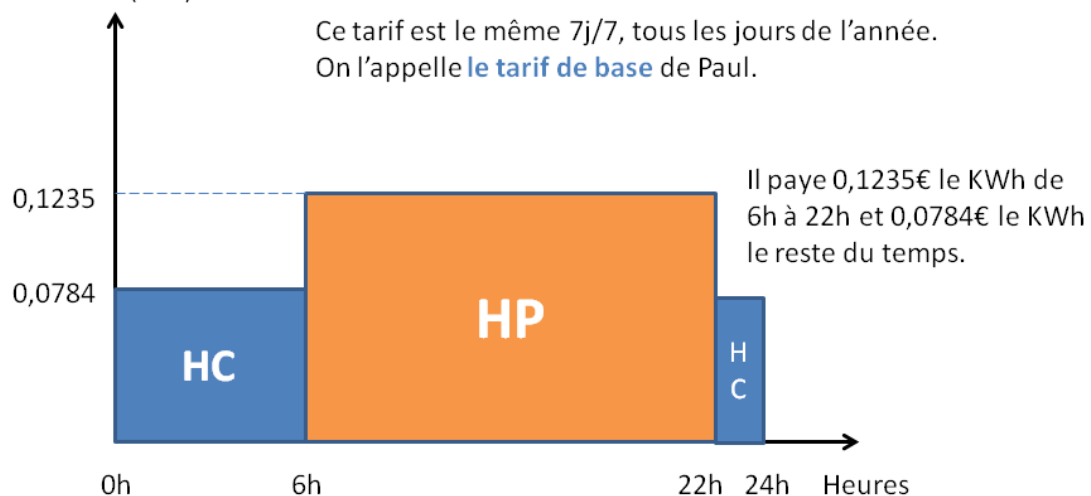 Ce tarif est le même 7j/7, tous les jours de l'année.
On l'appelle le tarif de base de Paul.
0,1235
Il paye 0,1235€ le KWh de
6h à 22h et 0,0784€ le KWh
le reste du temps.
0,0784
HP
HC
H
C
0h
6h
22h
24h
Heures